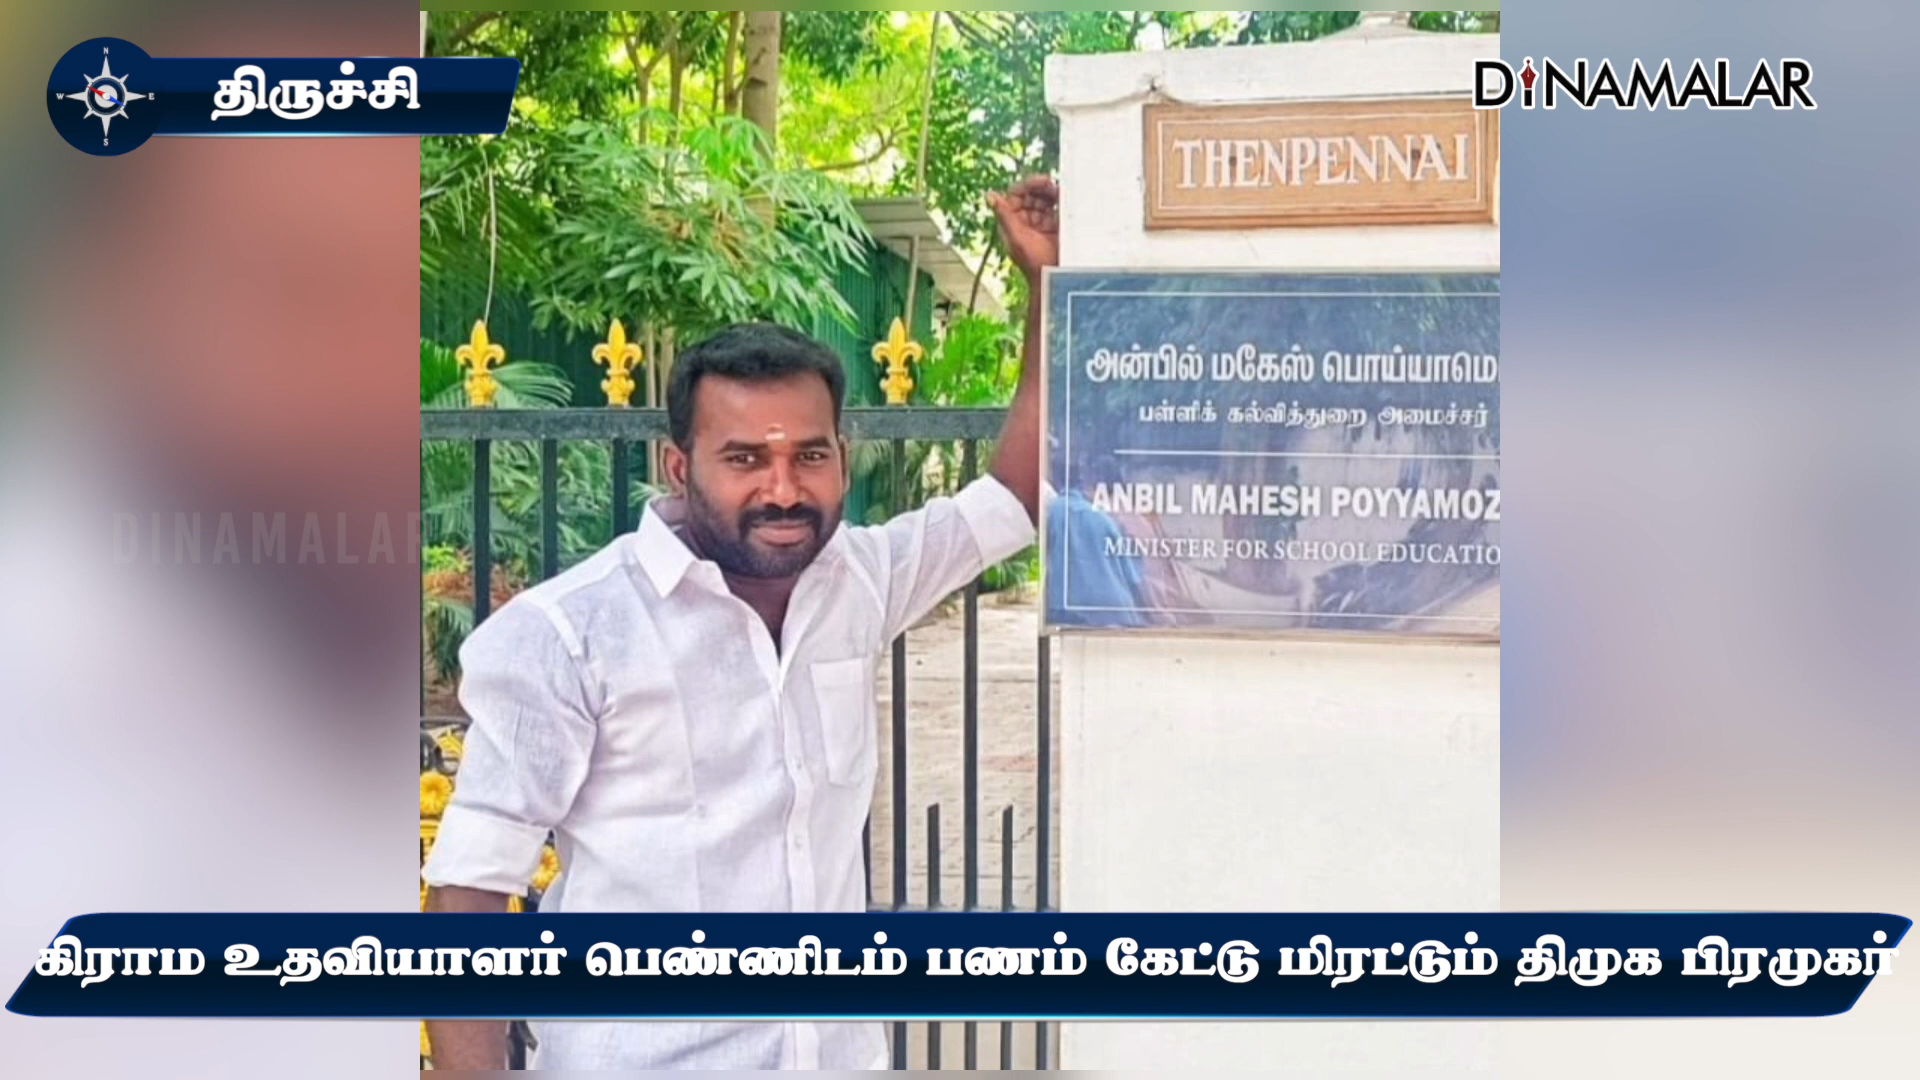 திருச்சி
DINAMALAR
THENPENNAI
அன்பில் மகேஸ் பொய்யாமொ
பள்ளிக் கல்வித்துறை அமைச்சர்
ANBIL MAHESH POYYAMOZ
MINISTER FOR SCHOOL EDUCATIO
DINAMALAR
கிராம உதவியாளர் பெண்ணிடம் பணம் கேட்டு மிரட்டும் திமுக பிரமுகர்
N
W
E
S